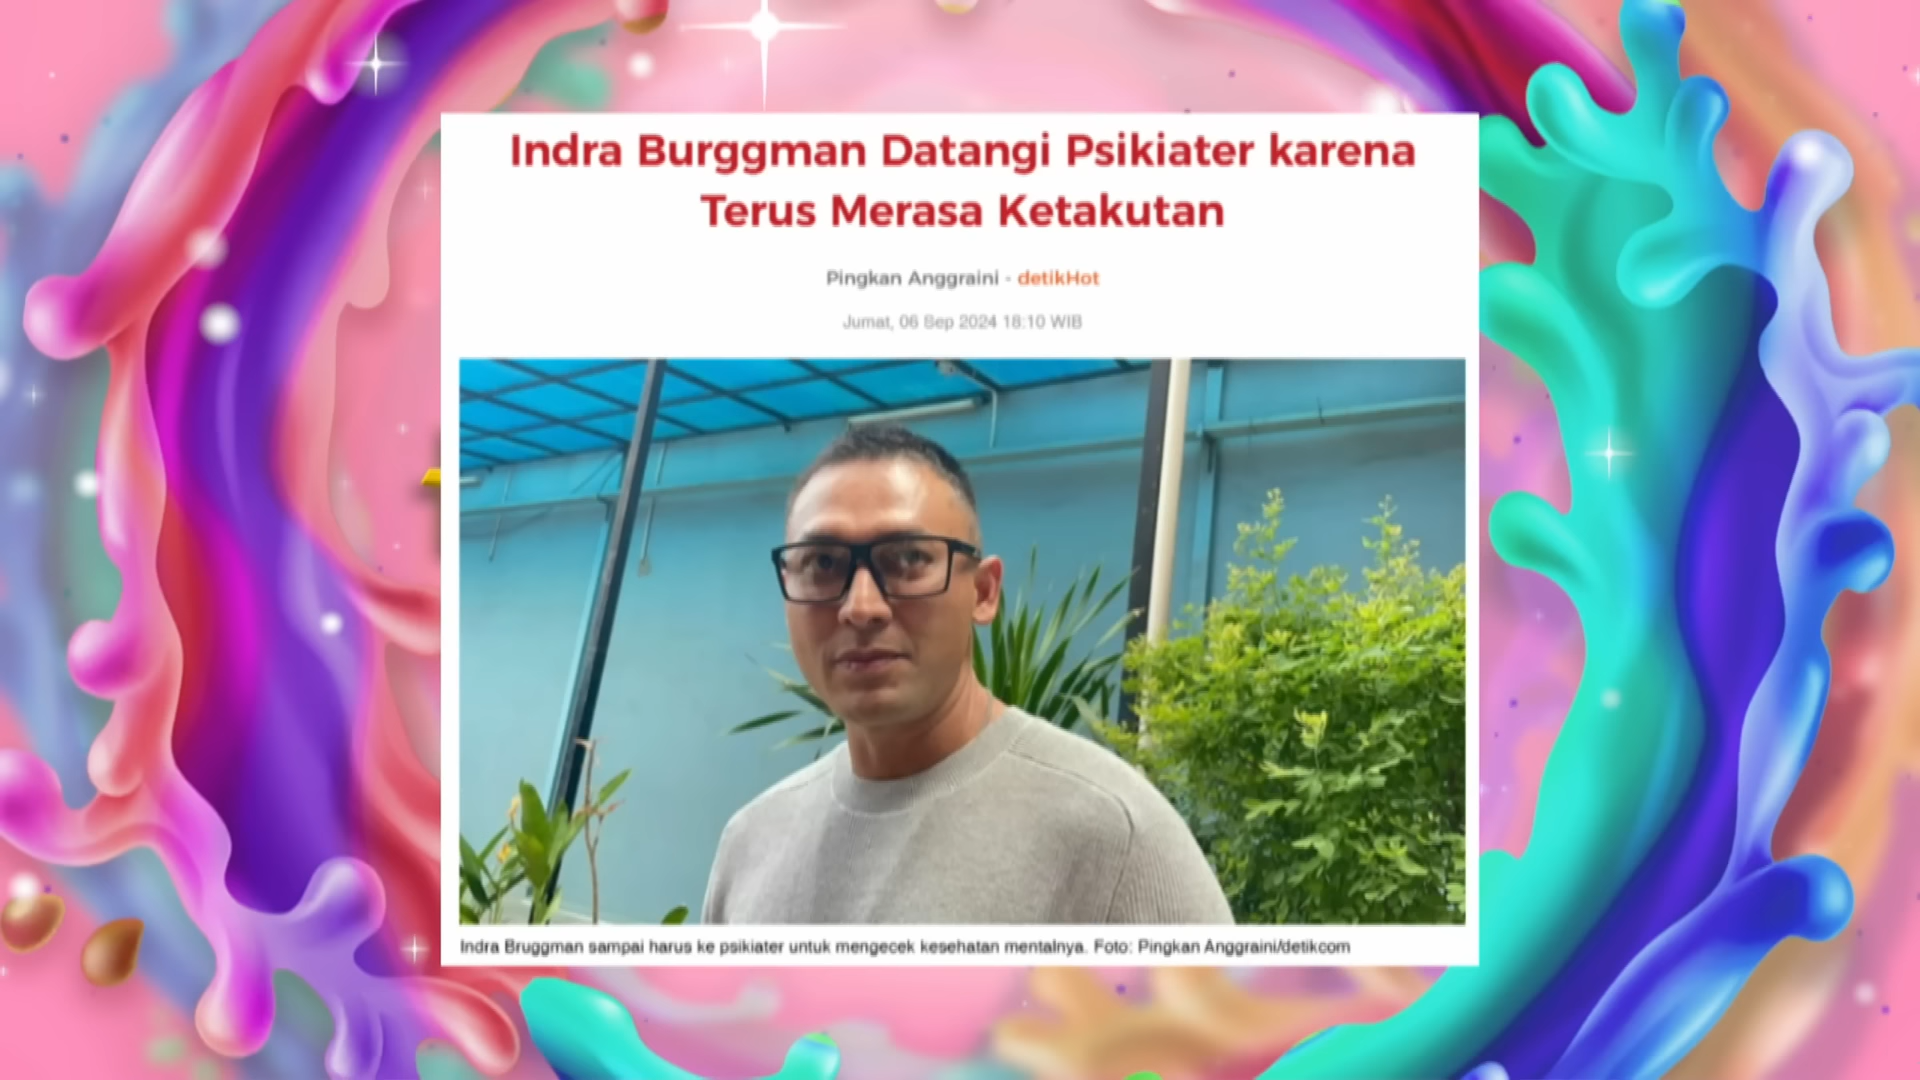 Indra Burggman Datangi Psikiater karena
Terus Merasa Ketakutan
Pingkan Anggraini - detikHot
Jumat, 06 Sep 2024 18:10 WIB
Indra Bruggman sampai harus ke psikiater untuk mengecek kesehatan mentalnya. Foto: Pingkan Anggraini/detikcom